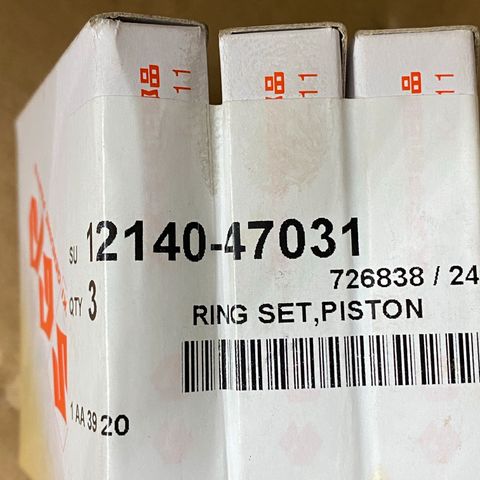 品 11
品 11
品 11
SU 12140-47031
726838 / 24
QTY 3
RING SET,PISTON
1 AA 39 20